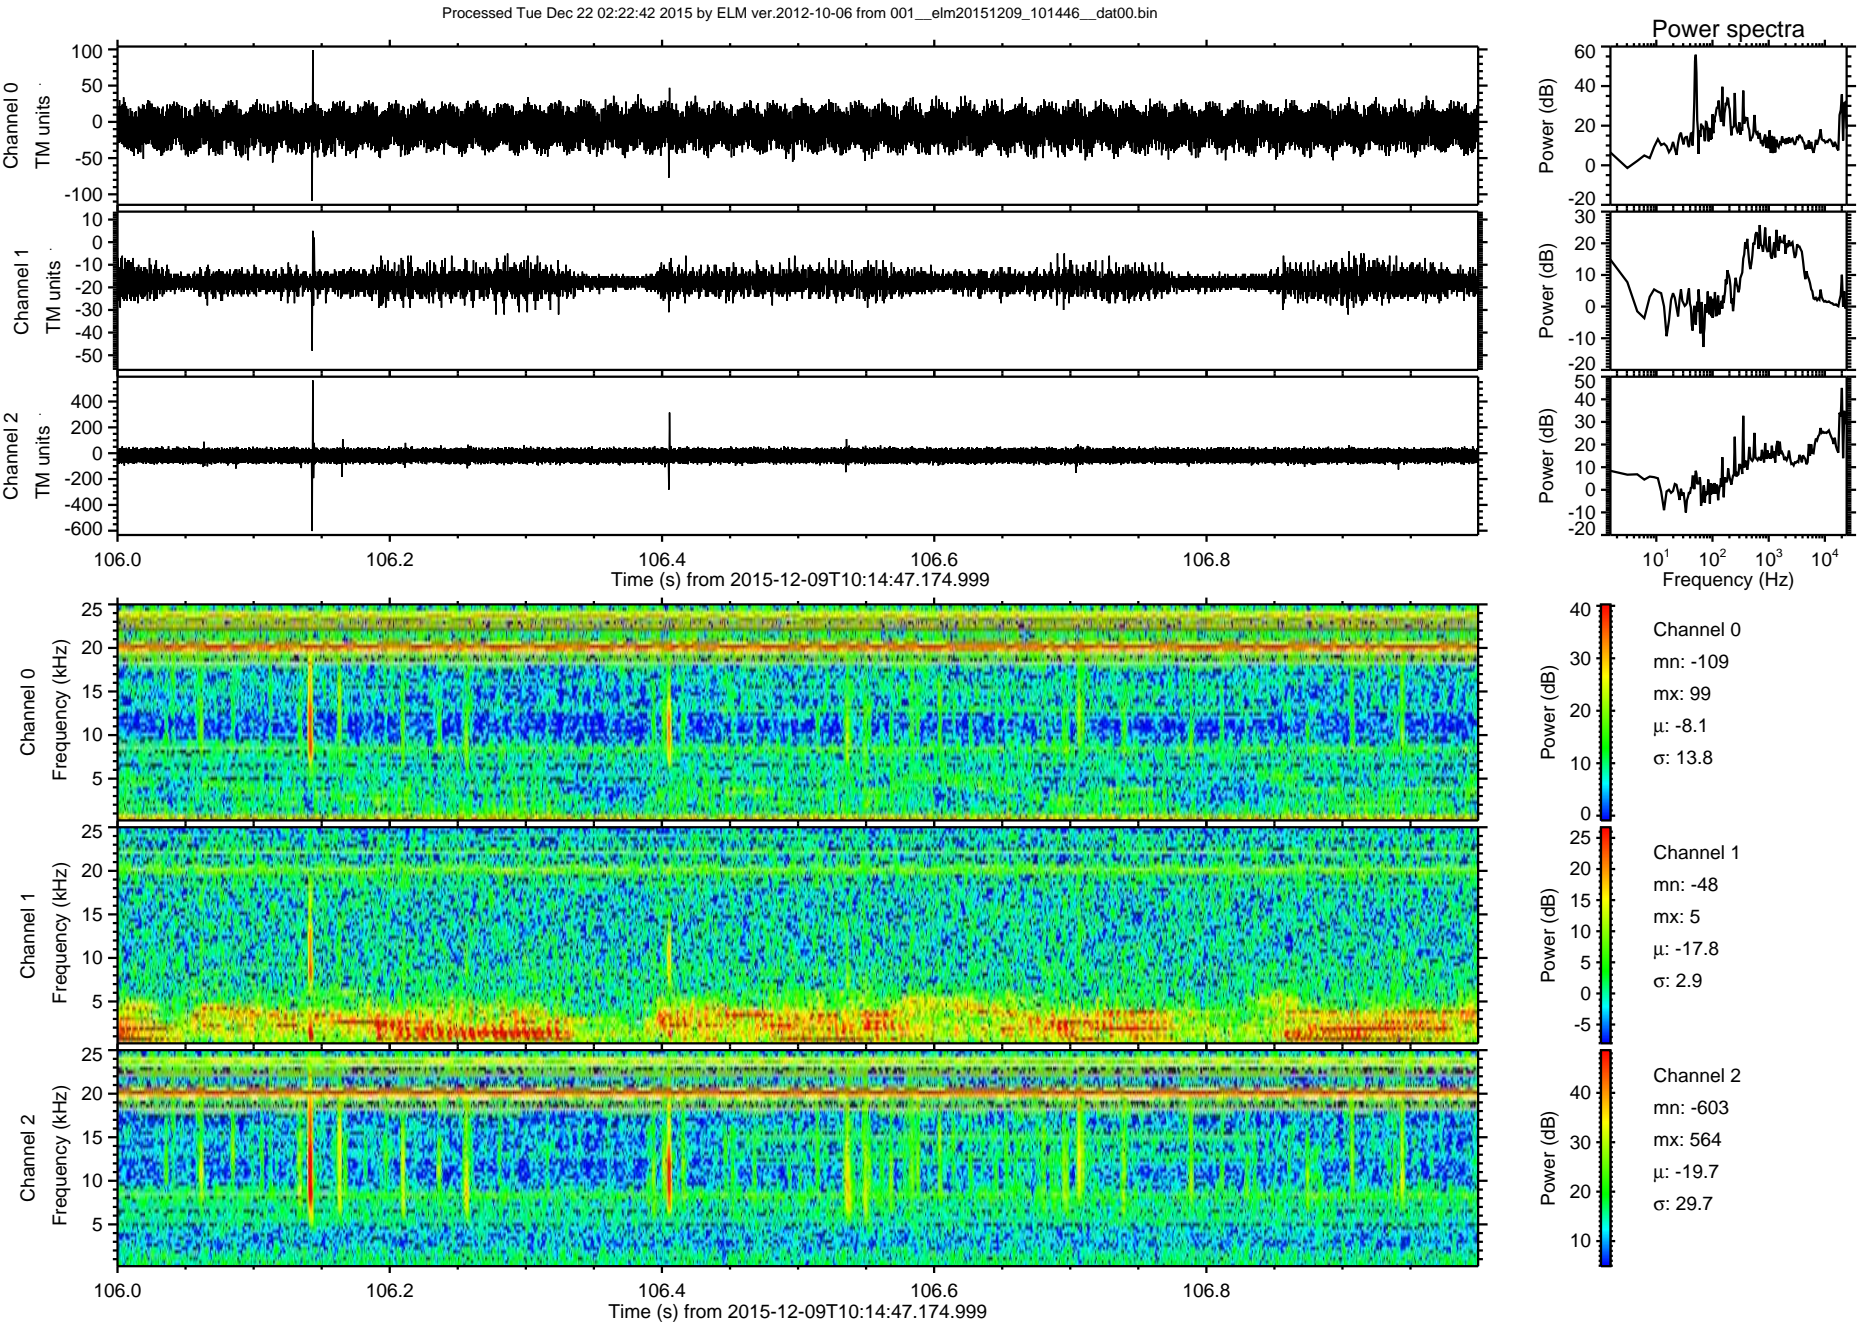 Processed Tue Dec 22 02:22:42 2015 by ELM ver.2012-10-06 from 001__elm20151209_101446__dat00.bin
Power spectra
Channel 0
TM units
100
50
0
-50
-100
Power (dB)
60
40
20
0
-20
Channel 1
TM units
10
0
-10
-20
-30
-40
-50
Power (dB)
30
20
10
0
-10
-20
Channel 2
TM units
400
200
0
-200
-400
-600
Power (dB)
50
40
30
20
10
0
-10
-20
106.0 106.2 106.4 106.6 106.8
Time (s) from 2015-12-09T10:14:47.174.999
10¹ 10² 10³ 10⁴
Frequency (Hz)
Channel 0
Frequency (kHz)
25
20
15
10
5
Power (dB)
40
30
20
10
0
Channel 0
mn: -109
mx: 99
μ: -8.1
σ: 13.8
Channel 1
Frequency (kHz)
25
20
15
10
5
Power (dB)
25
20
15
10
5
0
-5
Channel 1
mn: -48
mx: 5
μ: -17.8
σ: 2.9
Channel 2
Frequency (kHz)
25
20
15
10
5
Power (dB)
40
30
20
10
Channel 2
mn: -603
mx: 564
μ: -19.7
σ: 29.7
106.0 106.2 106.4 106.6 106.8
Time (s) from 2015-12-09T10:14:47.174.999